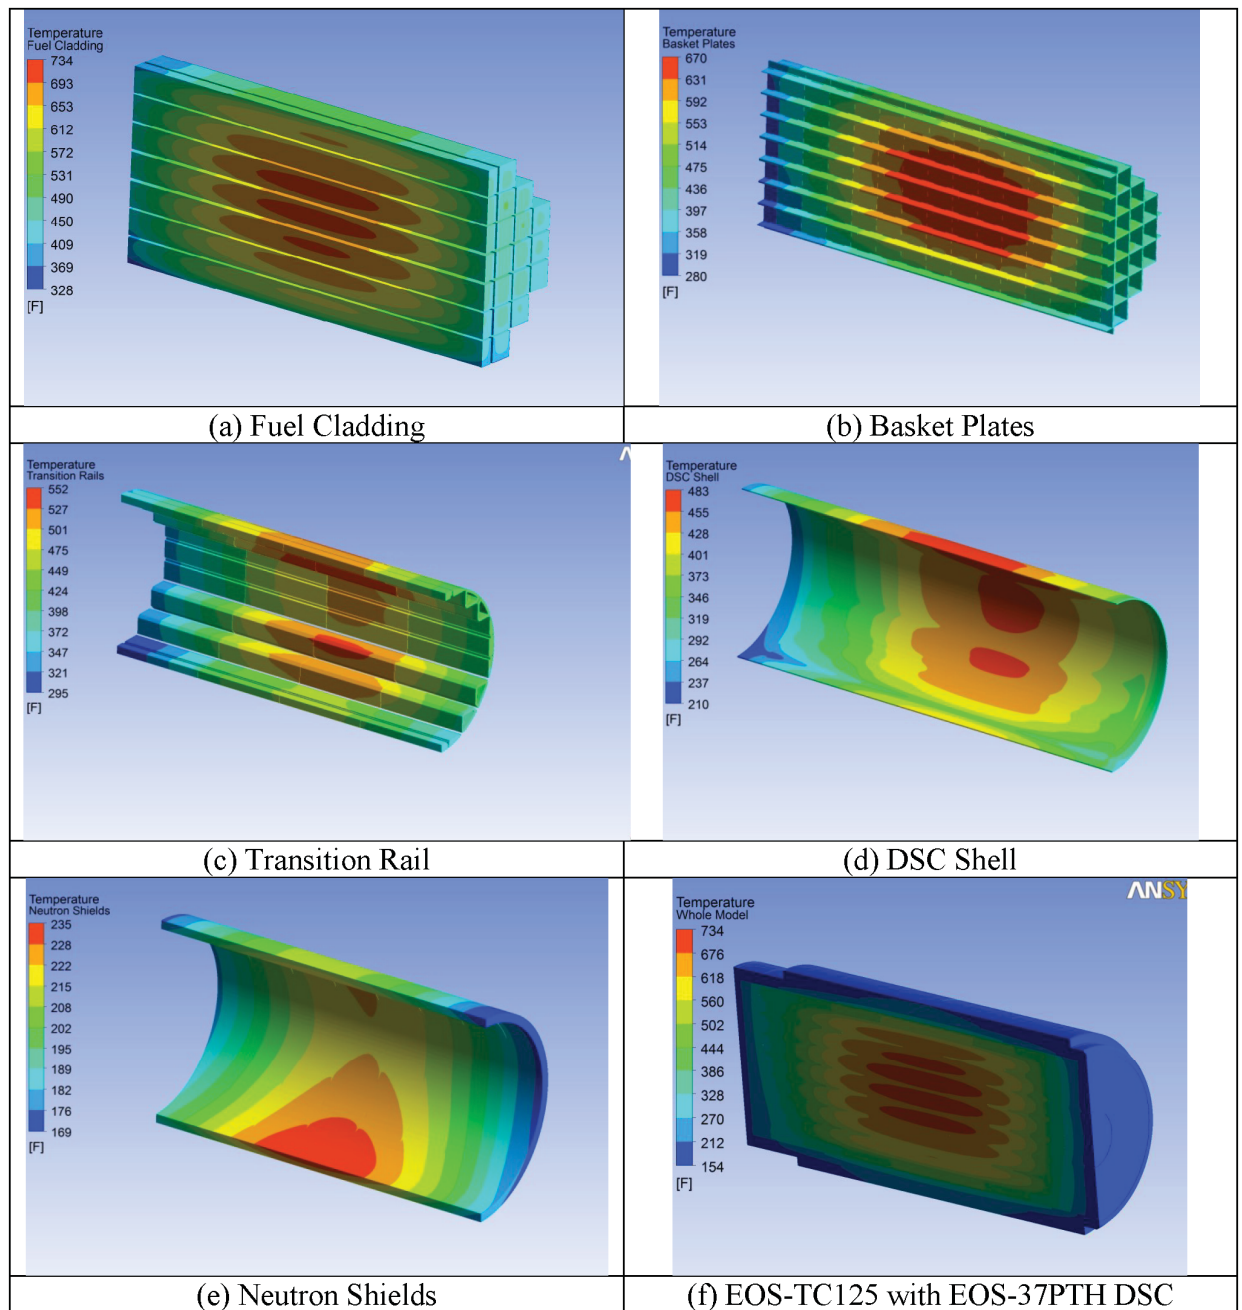 Temperature
Fuel Cladding
734
693
653
612
572
531
490
450
409
369
328
[F]
Temperature
Basket Plates
670
631
592
553
514
475
436
397
358
319
280
[F]
(a) Fuel Cladding
(b) Basket Plates
Temperature
Transition Rails
552
527
501
475
449
424
398
372
347
321
295
[F]
Temperature
DSC Shell
483
455
428
401
373
346
319
292
264
237
210
[F]
(c) Transition Rail
(d) DSC Shell
Temperature
Neutron Shields
235
228
222
215
208
202
195
189
182
176
169
[F]
ANSY
Temperature
Whole Model
734
676
618
560
502
444
386
328
270
212
154
[F]
(e) Neutron Shields
(f) EOS-TC125 with EOS-37PTH DSC